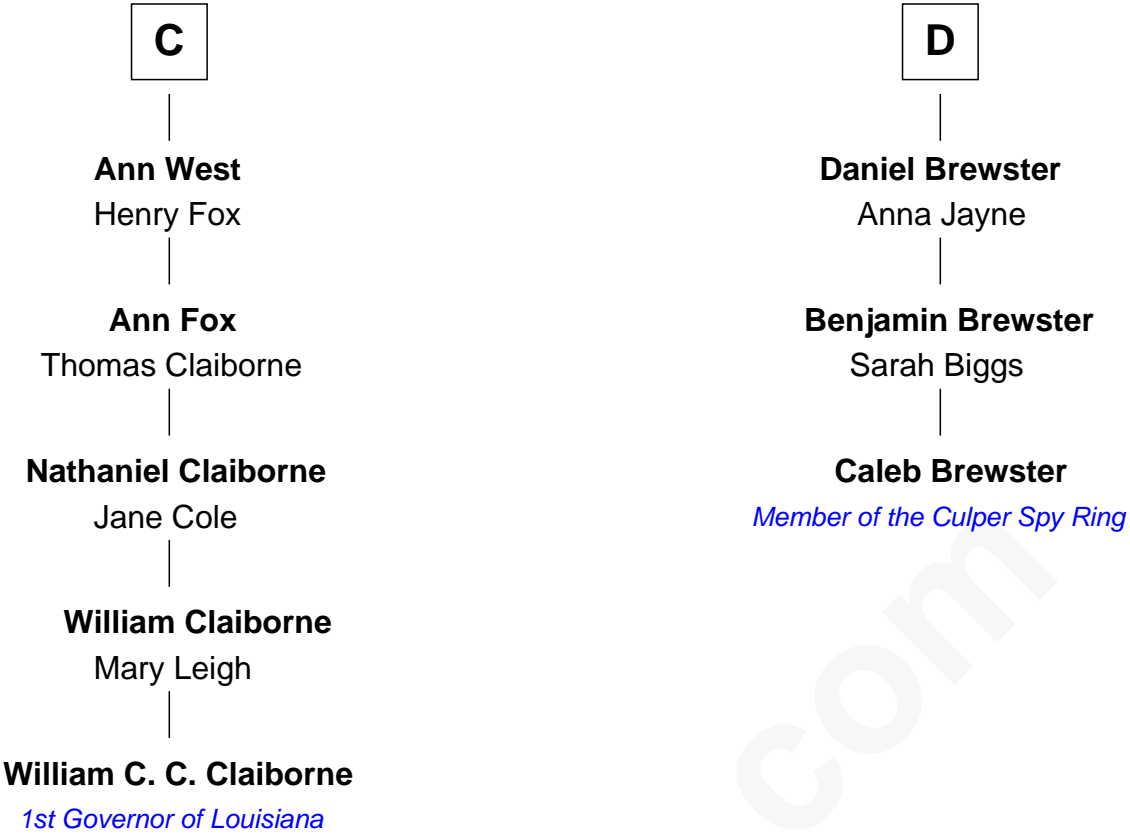 C
Ann West
Henry Fox
Ann Fox
Thomas Claiborne
Nathaniel Claiborne
Jane Cole
William Claiborne
Mary Leigh
William C. C. Claiborne
1st Governor of Louisiana
D
Daniel Brewster
Anna Jayne
Benjamin Brewster
Sarah Biggs
Caleb Brewster
Member of the Culper Spy Ring
com